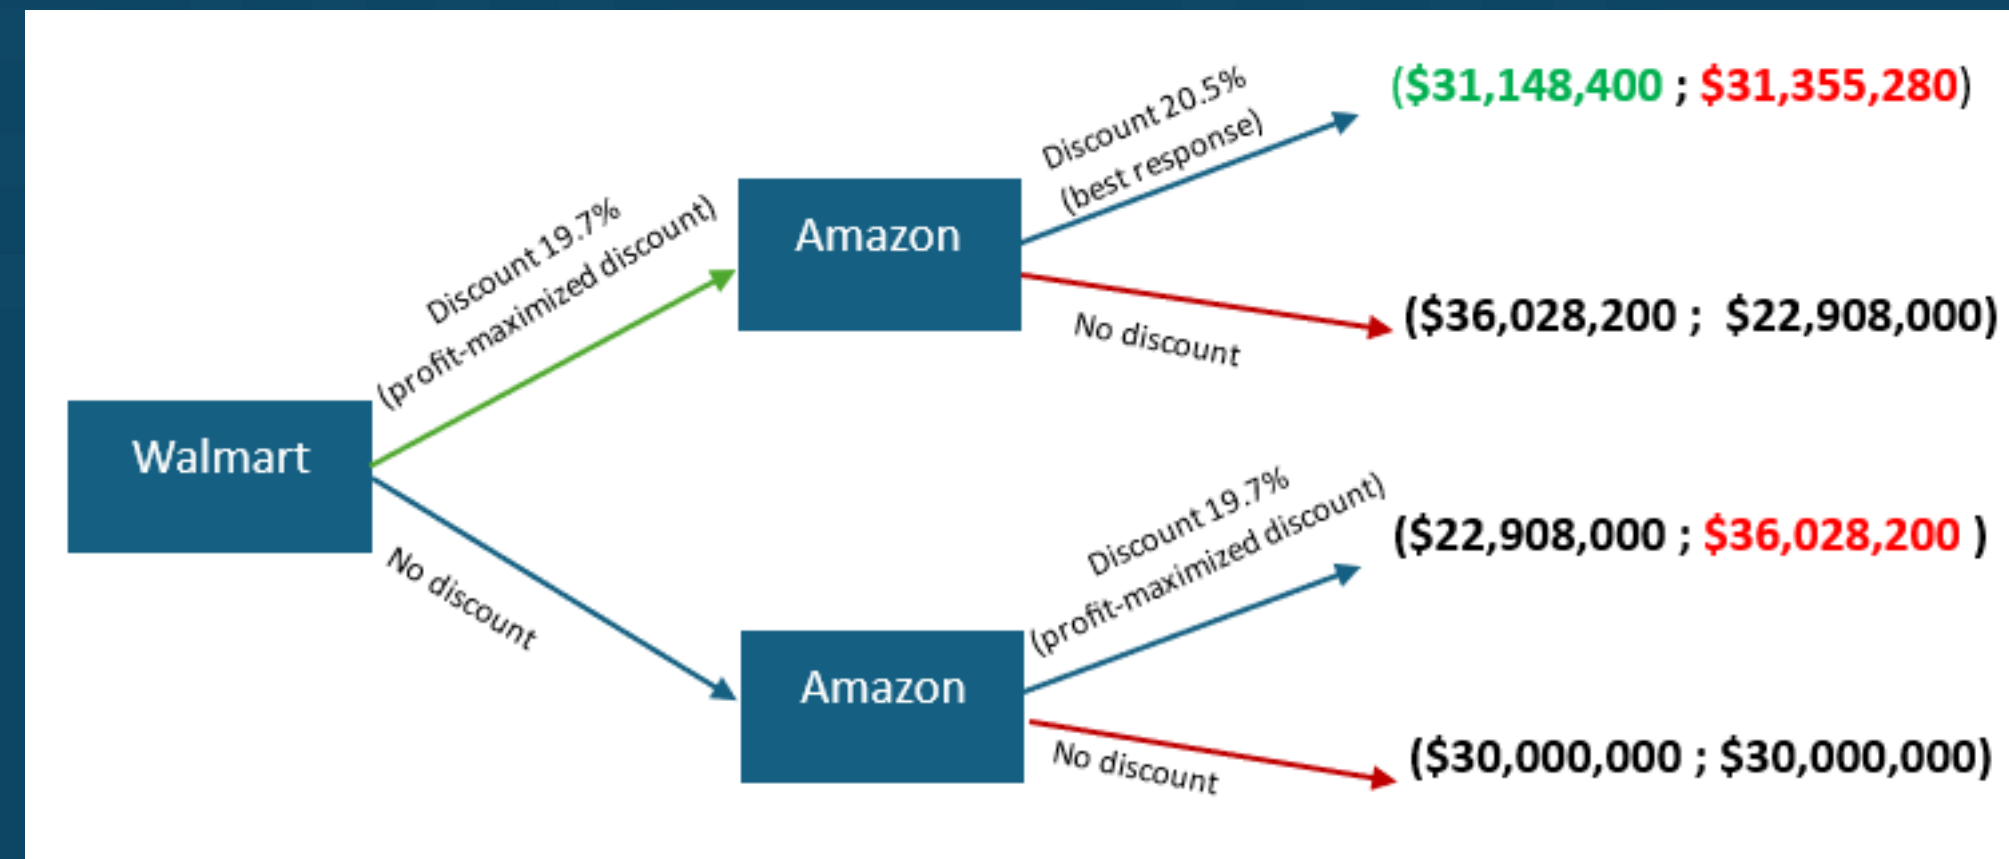 Discount 20.5%
(best response)
($31,148,400 ; $31,355,280)
Discount 19.7%
(profit-maximized discount)
Amazon
No discount
($36,028,200 ; $22,908,000)
Walmart
No discount
Discount 19.7%
(profit-maximized discount)
($22,908,000 ; $36,028,200 )
Amazon
No discount
($30,000,000 ; $30,000,000)